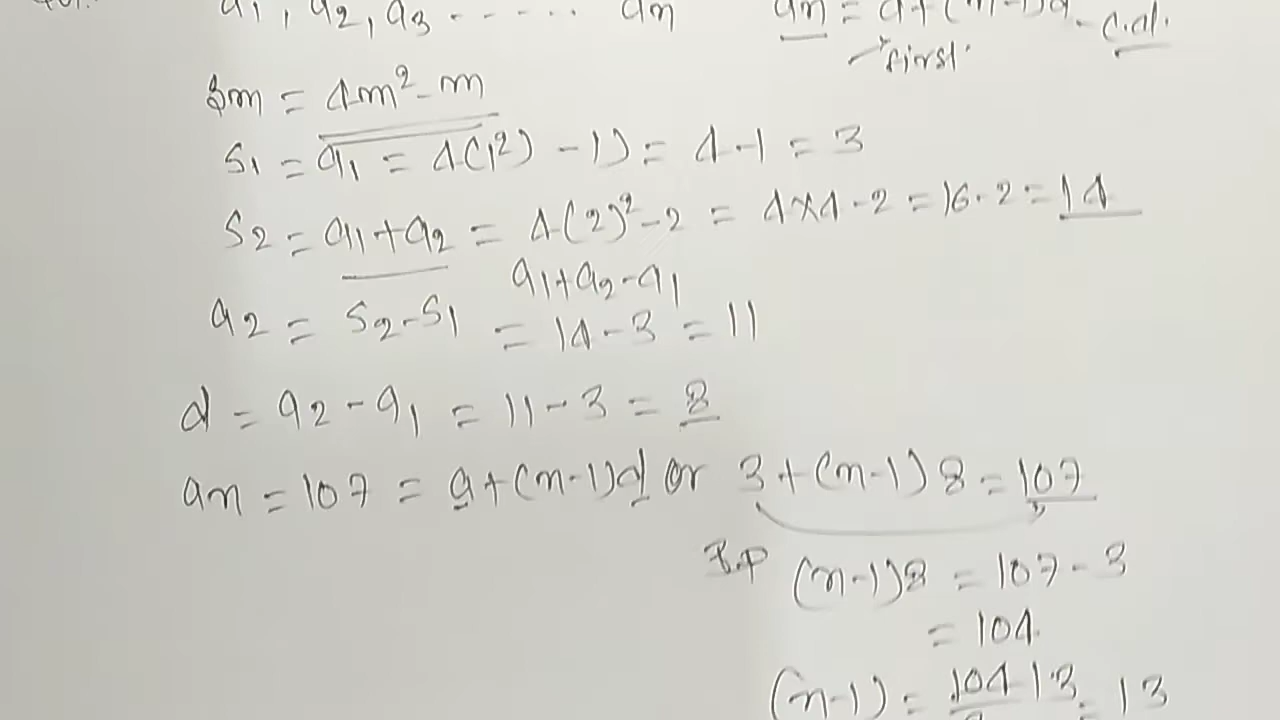 a1, a2, a3 ------ an an = a+(n-1)d - c.d.
first
Sn = 4n² - n
S1 = a1 = 4(1²) - 1) = 4-1 = 3
S2 = a1+a2 = 4(2)²-2 = 4×4-2 = 16-2 = 14
a1+a2-a1
a2 = S2-S1 = 14-3 = 11
d = a2-a1 = 11-3 = 8
an = 107 = a+(n-1)d or 3+(n-1)8 = 107
(n-1)8 = 107-3
= 104
(n-1) = 104 13 = 13